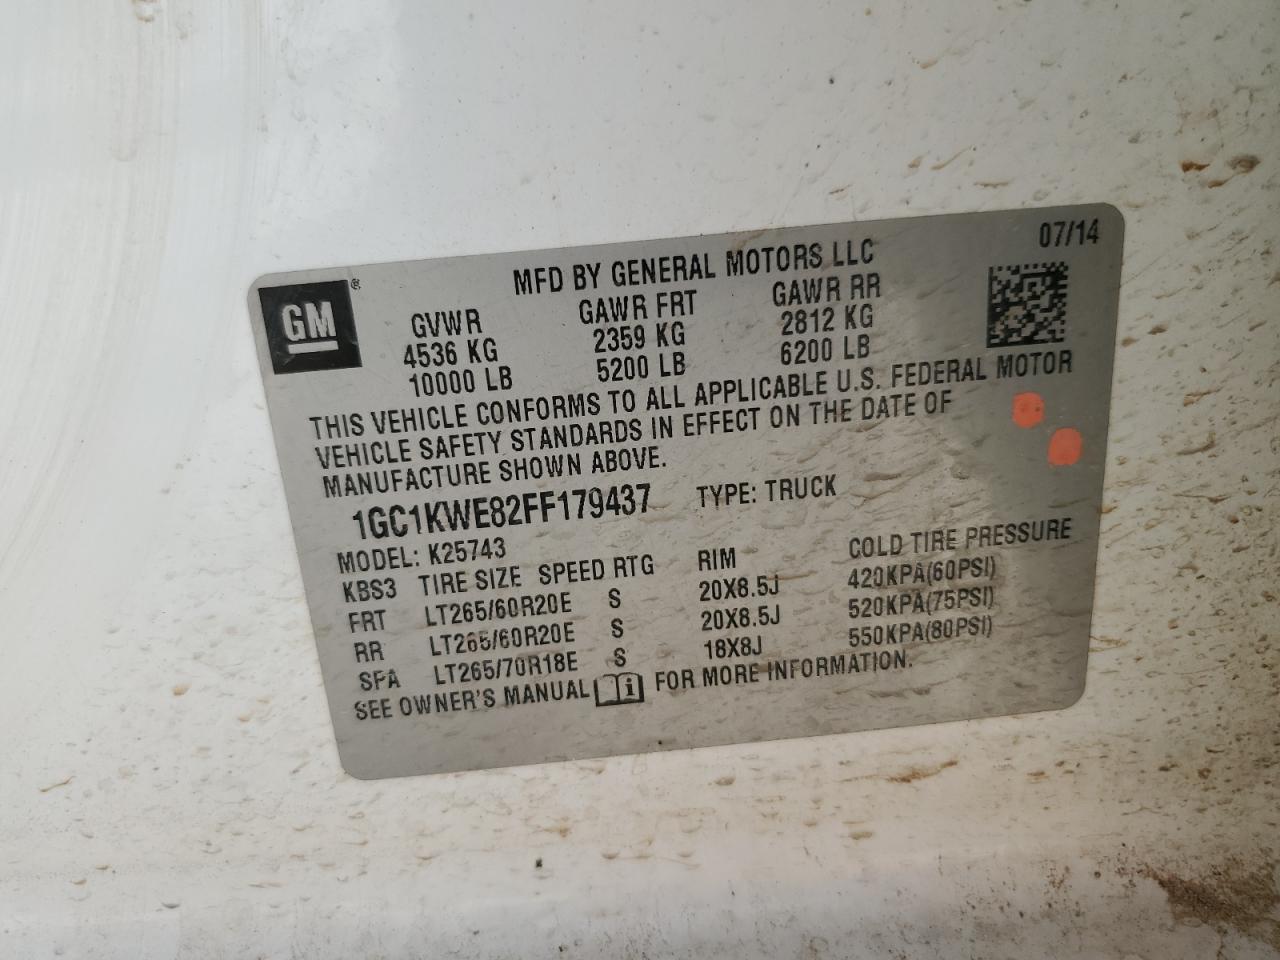 07/14
MFD BY GENERAL MOTORS LLC
GM ®
GVWR GAWR FRT GAWR RR
4536 KG 2359 KG 2812 KG
10000 LB 5200 LB 6200 LB
THIS VEHICLE CONFORMS TO ALL APPLICABLE U.S. FEDERAL MOTOR
VEHICLE SAFETY STANDARDS IN EFFECT ON THE DATE OF
MANUFACTURE SHOWN ABOVE.
1GC1KWE82FF179437 TYPE: TRUCK
MODEL: K25743
KBS3 TIRE SIZE SPEED RTG RIM COLD TIRE PRESSURE
FRT LT265/60R20E S 20X8.5J 420KPA(60PSI)
RR LT265/60R20E S 20X8.5J 520KPA(75PSI)
SPA LT265/70R18E S 18X8J 550KPA(80PSI)
SEE OWNER'S MANUAL FOR MORE INFORMATION.